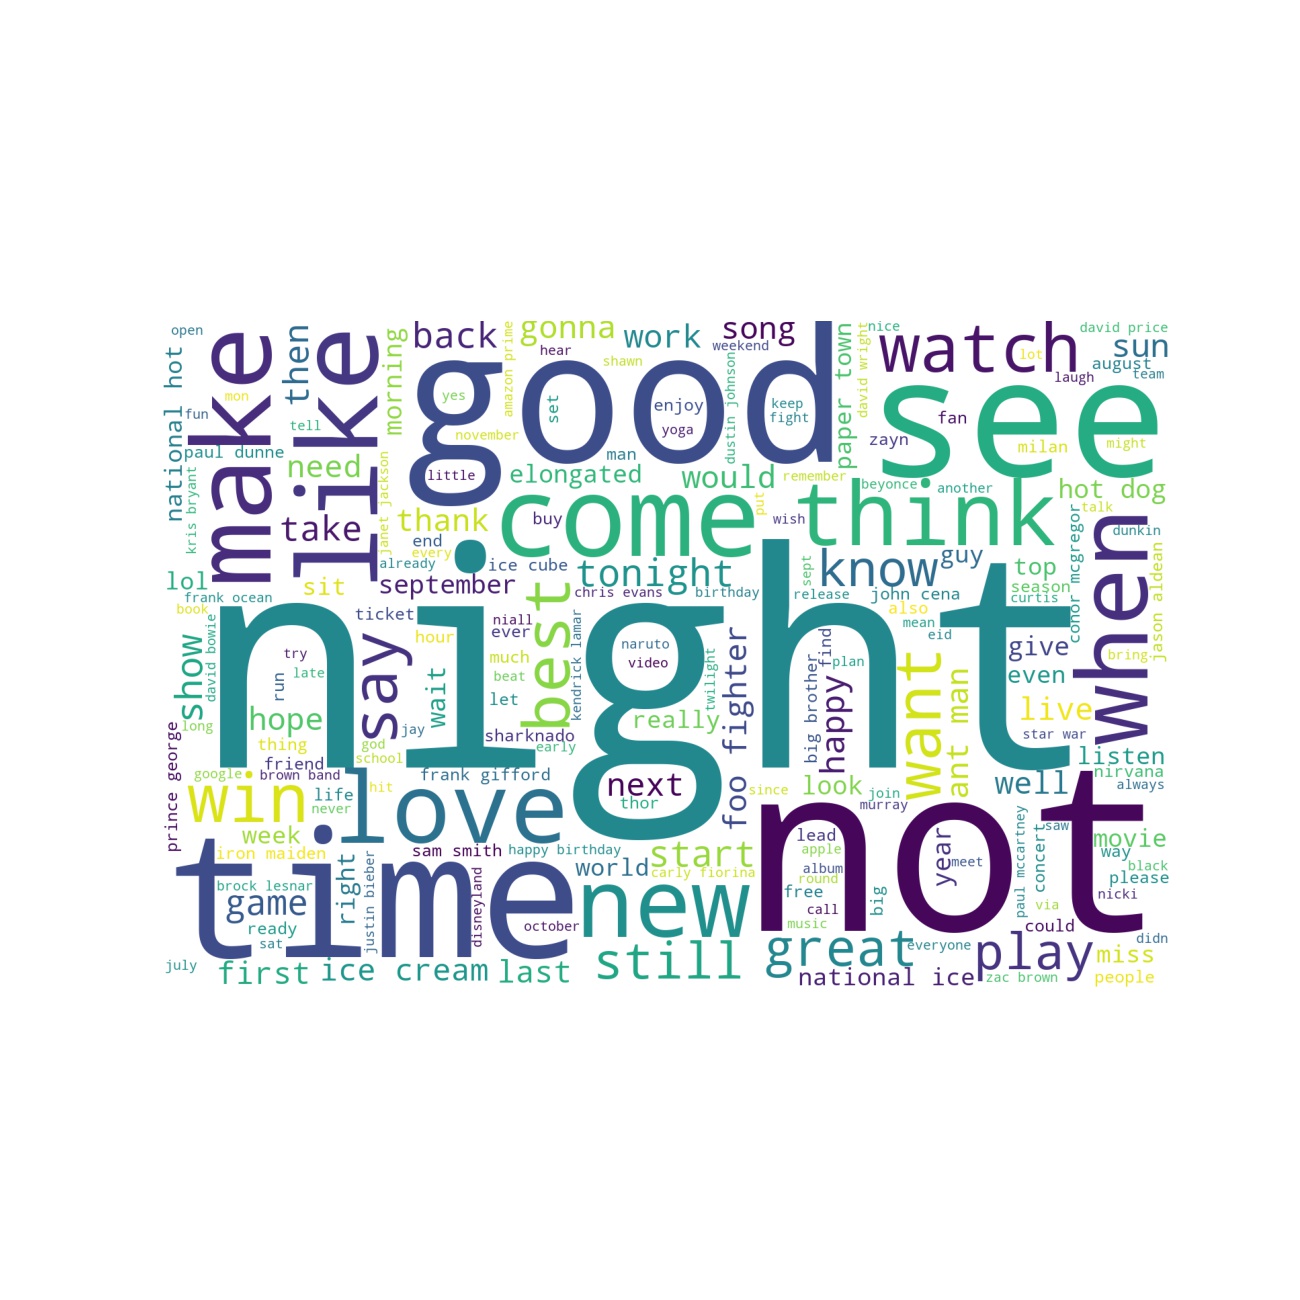 open
make
like
then
morning
back
gonna
work
song
watch
david price
sun
national hot
mon
fun
tell
paul dunne
need
good
hear
amazon prime
shawn
weekend
paper town
david wright
nice
lot
august
team
laugh
yes
set
enjoy
yoga
november
man
dustin johnson
keep
fight
see
fan
zayn
milan
might
little
elongated
would
remember
kris bryant
take
janet jackson
thank
come
buy
put
wish
think
beyonce
another
hot dog
talk
dunkin
when
end
every
already
september
ice cube
tonight
chris evans
birthday
sept
release
know
guy
john cena
top
season
curtis
conor mcgregor
jason aldean
lol
frank ocean
book
sit
ticket
hour
niall
ever
best
kendrick lamar
also
mean
eid
show
david bowie
night
try
late
run
say
wait
much
beat
let
naruto
video
twilight
foo fighter
big brother
happy
find
plan
want
ant man
give
even
live
bring
star war
long
hope
thing
friend
god
school
jay
sharknado
early
really
listen
nirvana
always
prince george
google
brown band
win
life
never
hit
frank gifford
love
next
thor
since
look
join
murray
well
week
iron maiden
time
sam smith
happy birthday
world
start
carly fiorina
not
lead
apple
album
round
free
call
music
big
year
meet
paul mccartney
concert
saw
via
movie
way
black
please
nicki
could
brock lesnar
game
ready
sat
right
justin bieber
disneyland
october
new
great
everyone
play
didn
miss
july
first
ice cream
last
still
national ice
zac brown
people